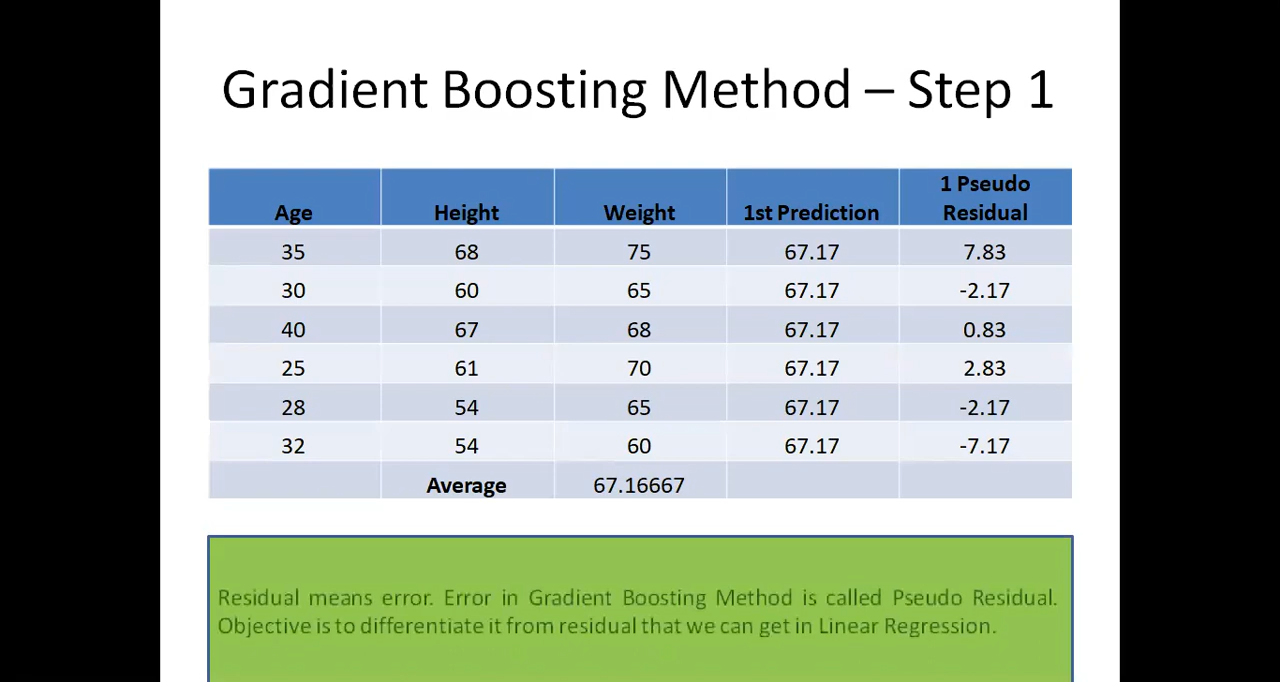 Gradient Boosting Method – Step 1
Age Height Weight 1st Prediction 1 Pseudo Residual
35 68 75 67.17 7.83
30 60 65 67.17 -2.17
40 67 68 67.17 0.83
25 61 70 67.17 2.83
28 54 65 67.17 -2.17
32 54 60 67.17 -7.17
Average 67.16667
Residual means error. Error in Gradient Boosting Method is called Pseudo Residual.
Objective is to differentiate it from residual that we can get in Linear Regression.